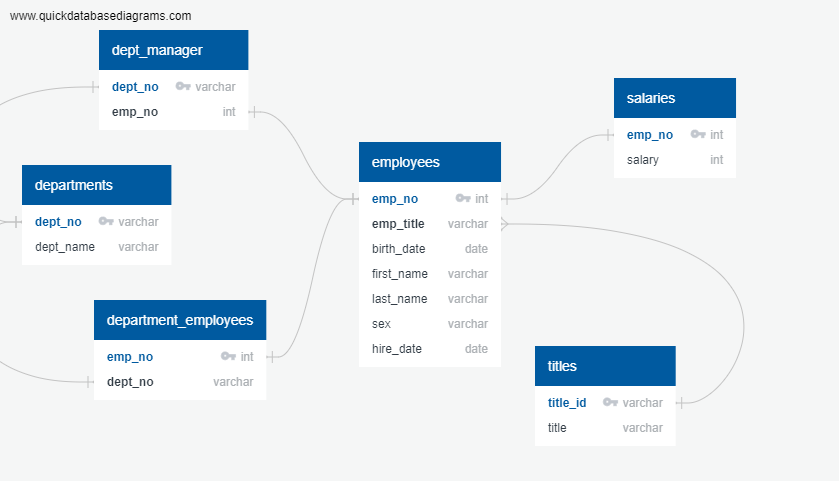 www.quickdatabasediagrams.com
dept_manager
dept_no varchar
emp_no int
departments
dept_no varchar
dept_name varchar
department_employees
emp_no int
dept_no varchar
employees
emp_no int
emp_title varchar
birth_date date
first_name varchar
last_name varchar
sex varchar
hire_date date
salaries
emp_no int
salary int
titles
title_id varchar
title varchar